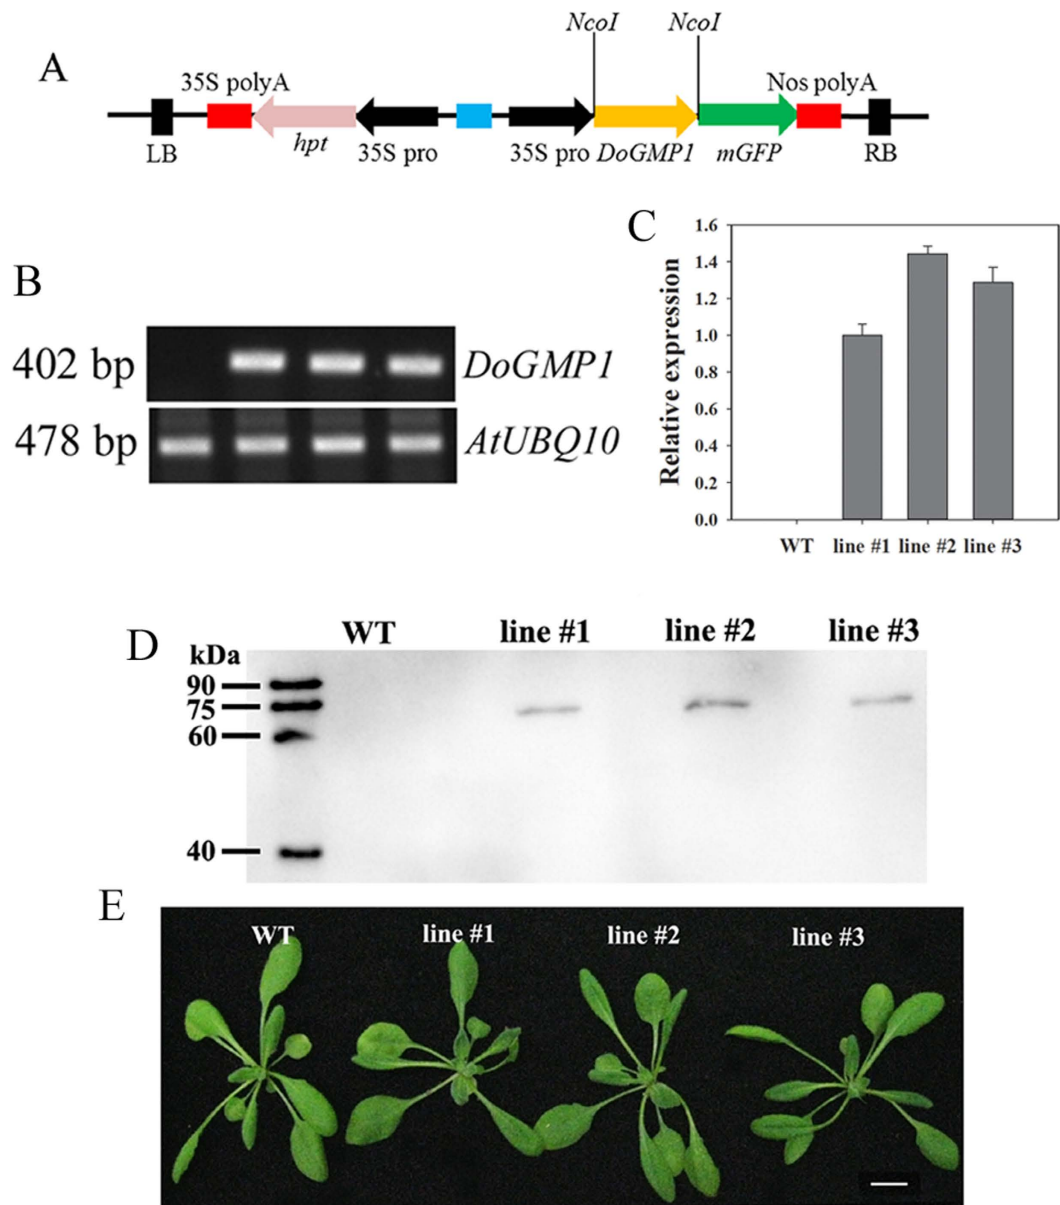 A
NcoI NcoI
35S polyA Nos polyA
LB hpt 35S pro 35S pro DoGMP1 mGFP RB
B
402 bp DoGMP1
478 bp AtUBQ10
C
Relative expression
1.6
1.4
1.2
1.0
0.8
0.6
0.4
0.2
0.0
WT line #1 line #2 line #3
D
WT line #1 line #2 line #3
kDa
90
75
60
40
E
WT line #1 line #2 line #3